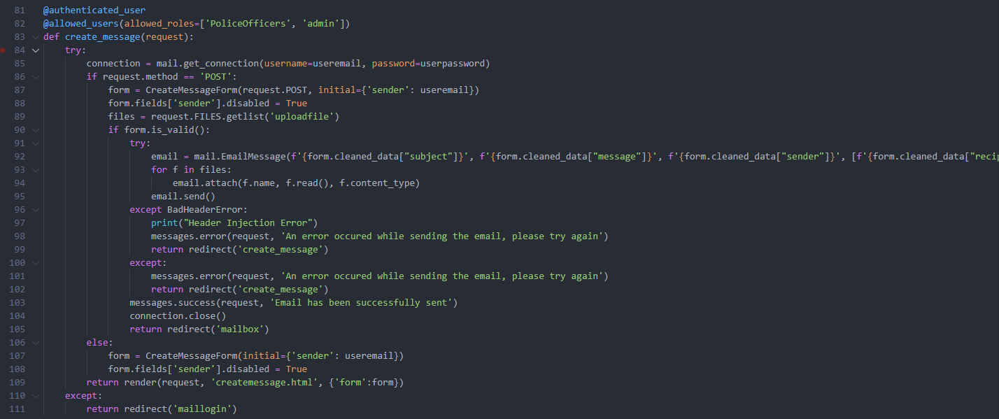 81 @authenticated_user
82 @allowed_users(allowed_roles=['PoliceOfficers', 'admin'])
83 def create_message(request):
84 try:
85 connection = mail.get_connection(username=useremail, password=userpassword)
86 if request.method == 'POST':
87 form = CreateMessageForm(request.POST, initial={'sender': useremail})
88 form.fields['sender'].disabled = True
89 files = request.FILES.getlist('uploadfile')
90 if form.is_valid():
91 try:
92 email = mail.EmailMessage(f'{form.cleaned_data["subject"]}', f'{form.cleaned_data["message"]}', f'{form.cleaned_data["sender"]}', [f'{form.cleaned_data["recip
93 for f in files:
94 email.attach(f.name, f.read(), f.content_type)
95 email.send()
96 except BadHeaderError:
97 print("Header Injection Error")
98 messages.error(request, 'An error occured while sending the email, please try again')
99 return redirect('create_message')
100 except:
101 messages.error(request, 'An error occured while sending the email, please try again')
102 return redirect('create_message')
103 messages.success(request, 'Email has been successfully sent')
104 connection.close()
105 return redirect('mailbox')
106 else:
107 form = CreateMessageForm(initial={'sender': useremail})
108 form.fields['sender'].disabled = True
109 return render(request, 'createmessage.html', {'form':form})
110 except:
111 return redirect('maillogin')